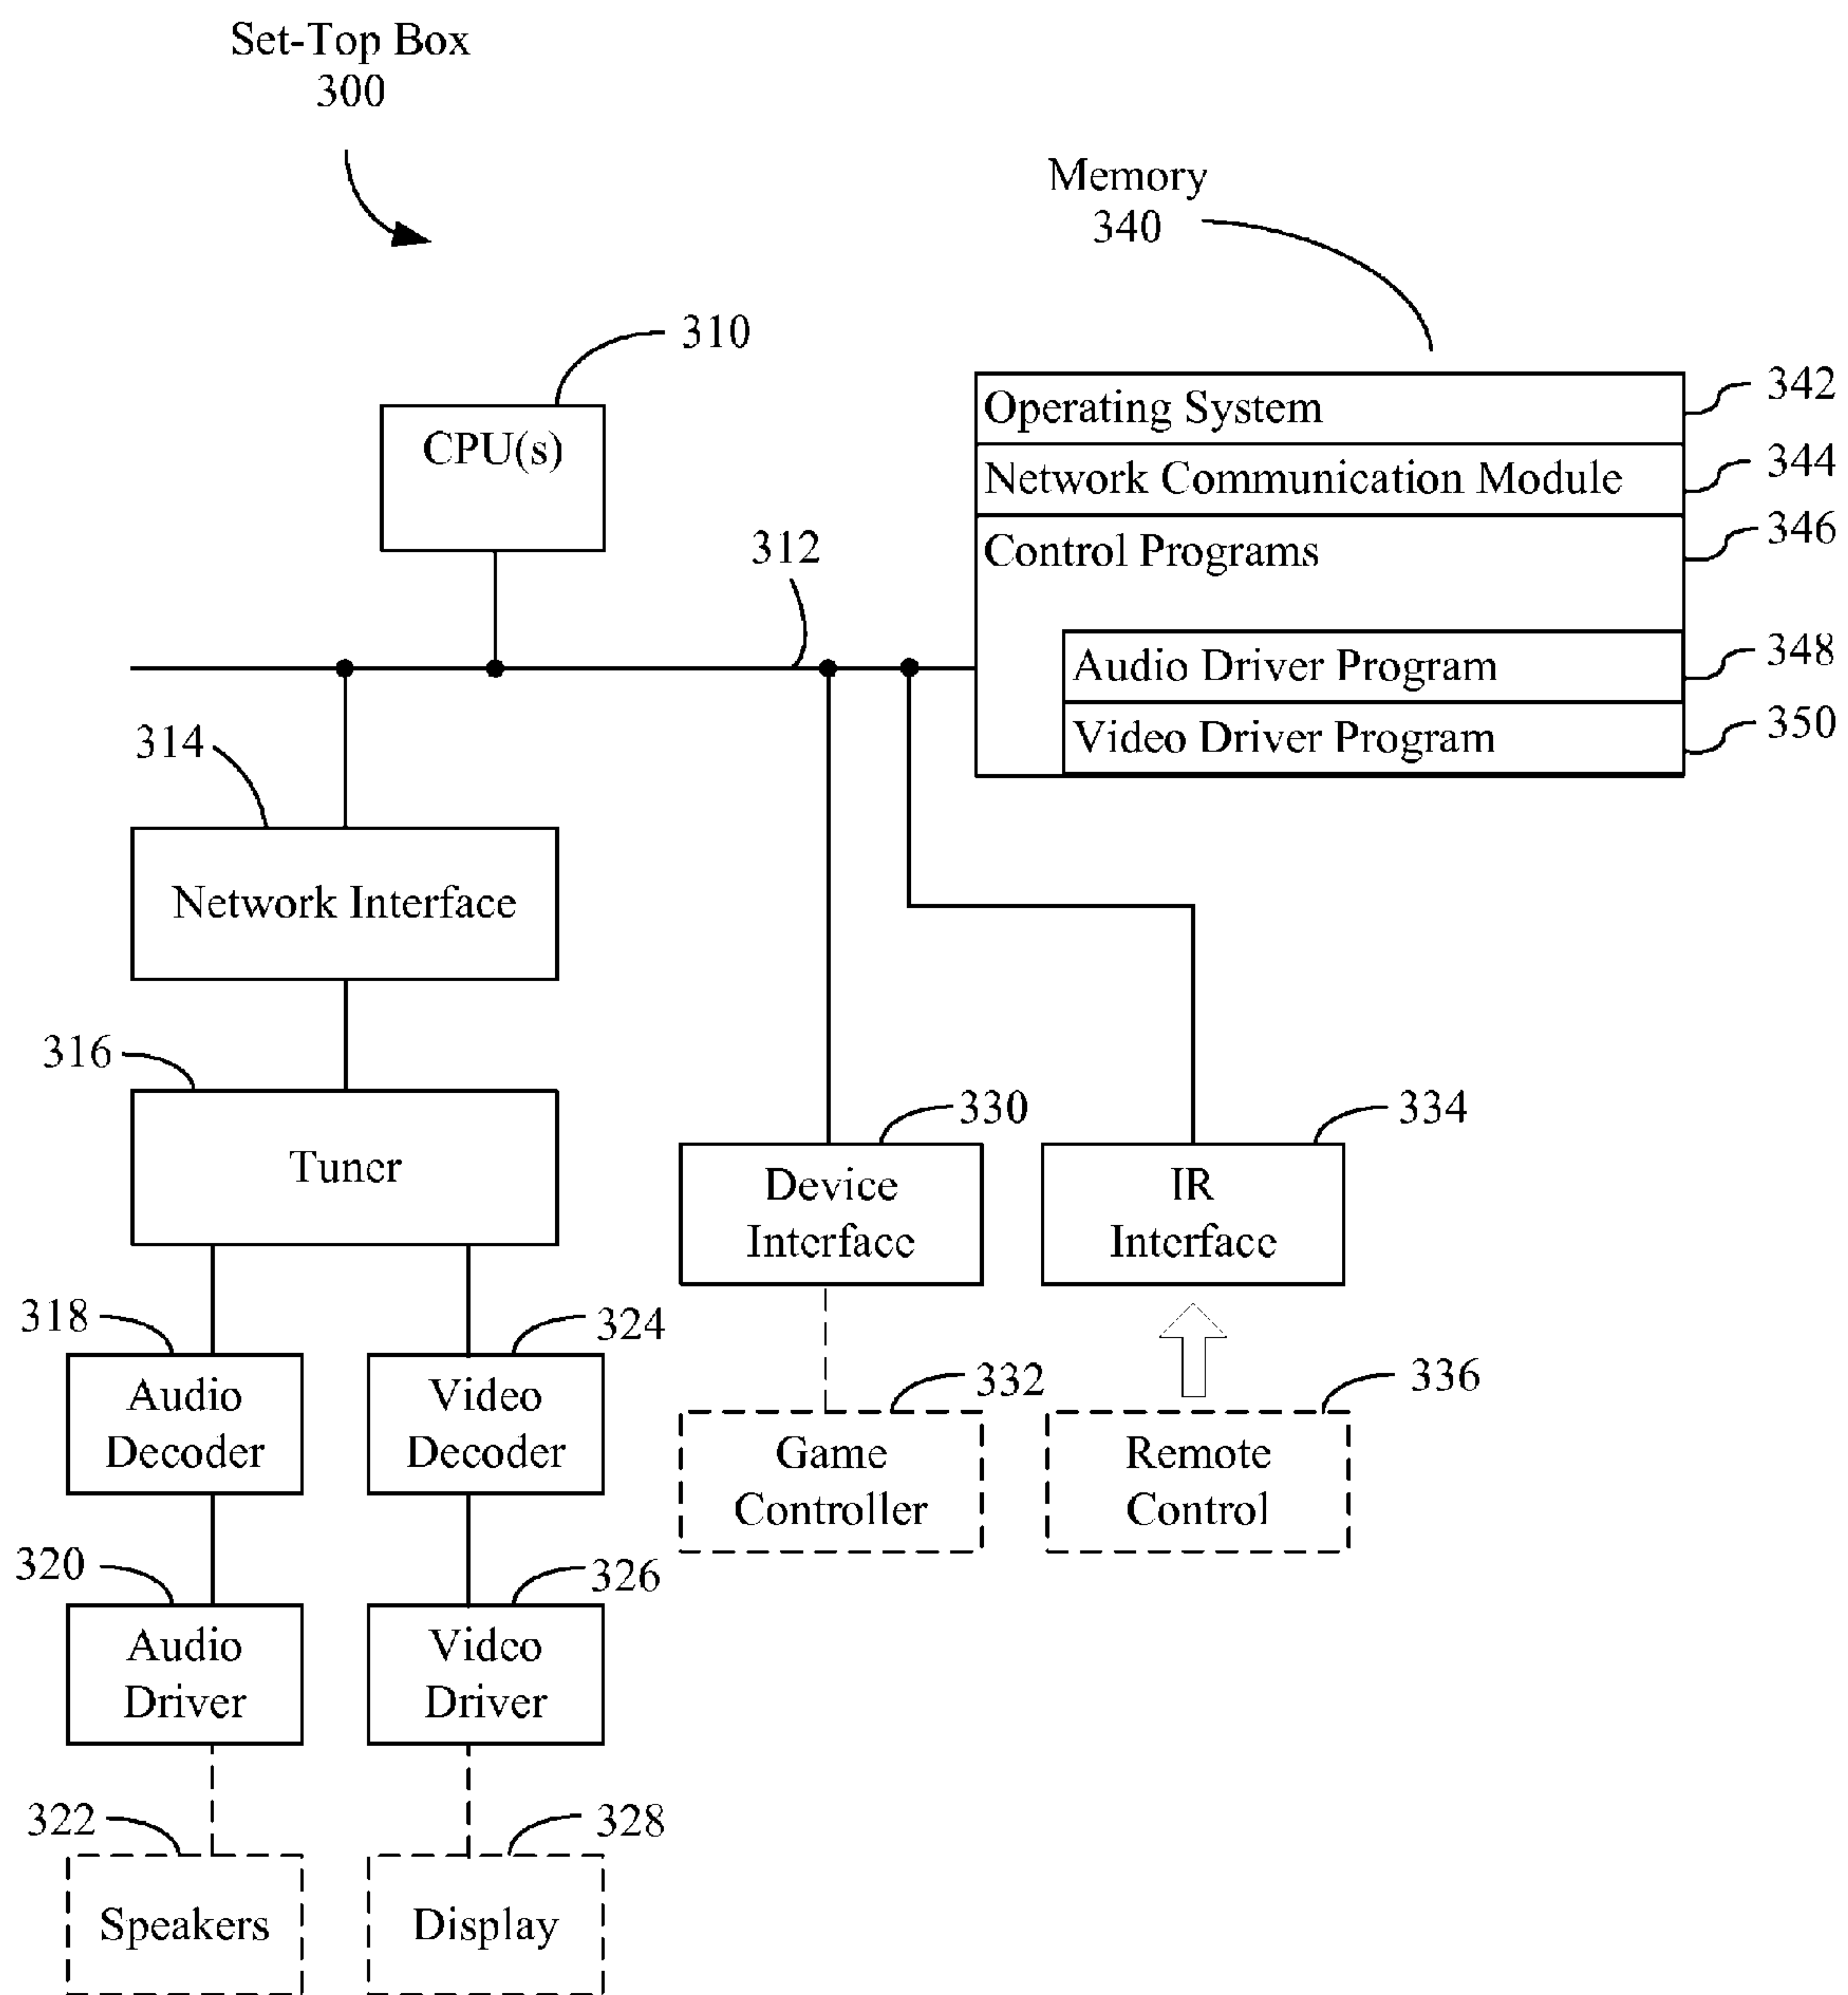 Set-Top Box
300
Memory
340
310
CPU(s)
312
Operating System
342
Network Communication Module
344
Control Programs
346
Audio Driver Program
348
Video Driver Program
350
314
Network Interface
316
Tuner
330
Device
Interface
334
IR
Interface
318
Audio
Decoder
324
Video
Decoder
332
Game
Controller
336
Remote
Control
320
Audio
Driver
326
Video
Driver
322
Speakers
328
Display